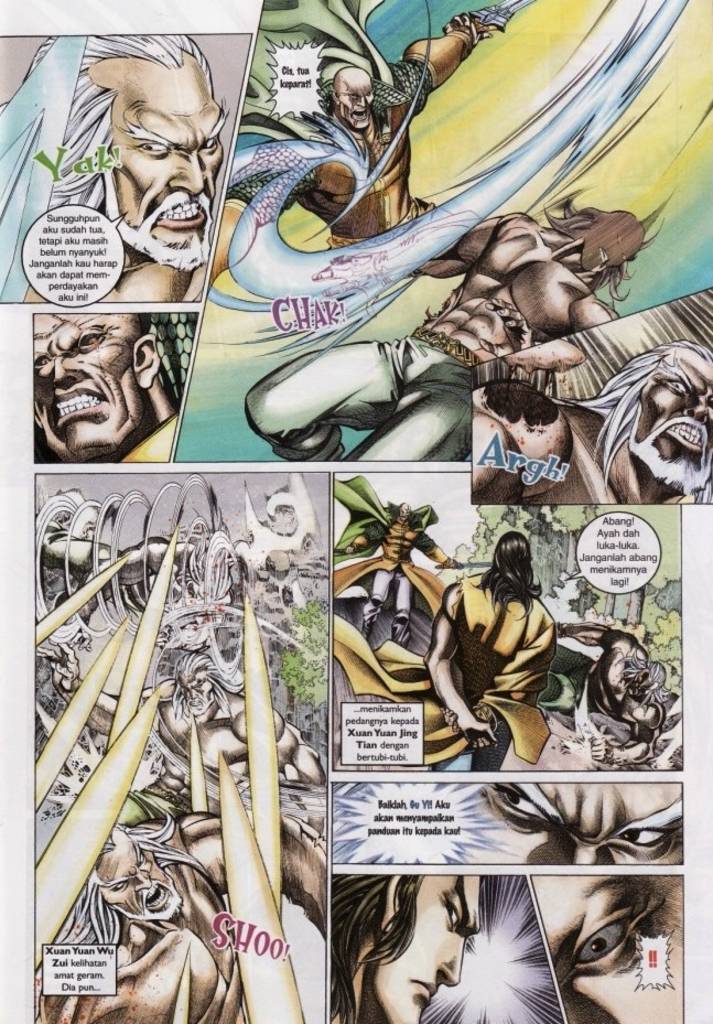 Yak!
Sungguhpun
aku sudah tua,
tetapi aku masih
belum nyanyuk!
Janganlah kau harap
akan dapat mem-
perdayakan
aku ini!
Cis, tua
keparat!
CHAK!
Argh!
Xuan Yuan Wu
Zui kelihatan
amat geram.
Dia pun...
SHOO!
Abang!
Ayah dah
luka-luka.
Janganlah abang
menikamnya
lagi!
...menikamkan
pedangnya kepada
Xuan Yuan Jing
Tian dengan
bertubi-tubi.
Baiklah, Gu Yi! Aku
akan menyampaikan
panduan itu kepada kau!
!!